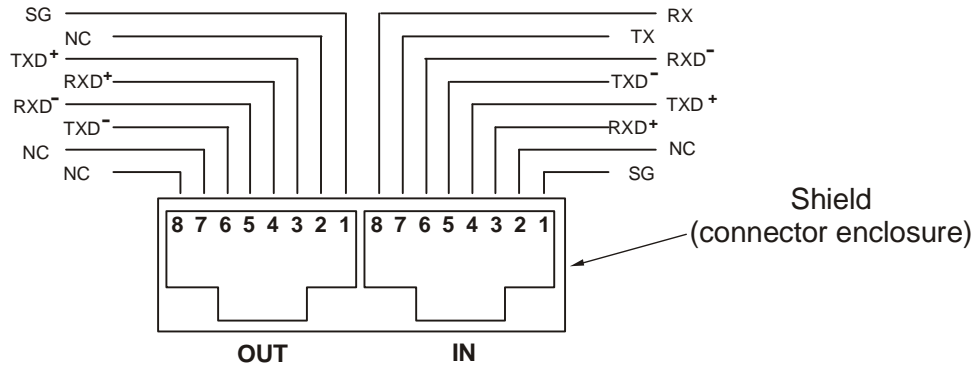 SG
NC
TXD+
RXD+
RXD-
TXD-
NC
NC
RX
TX
RXD-
TXD-
TXD+
RXD+
NC
SG
8 7 6 5 4 3 2 1
8 7 6 5 4 3 2 1
Shield
(connector enclosure)
OUT
IN